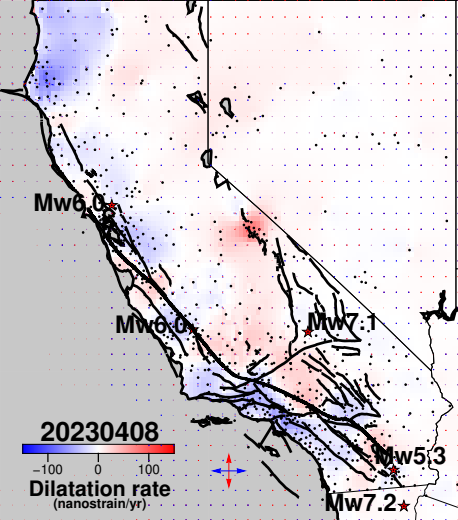 Mw6.0
Mw6.0
Mw7.1
20230408
−100 0 100
Dilatation rate
(nanostrain/yr)
Mw5.3
Mw7.2